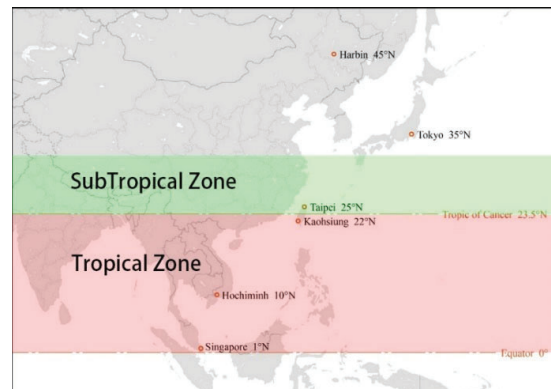 Harbin 45°N
Tokyo 35°N
SubTropical Zone
Taipei 25°N
Tropic of Cancer 23.5°N
Kaohsiung 22°N
Tropical Zone
Hochiminh 10°N
Singapore 1°N
Equator 0°